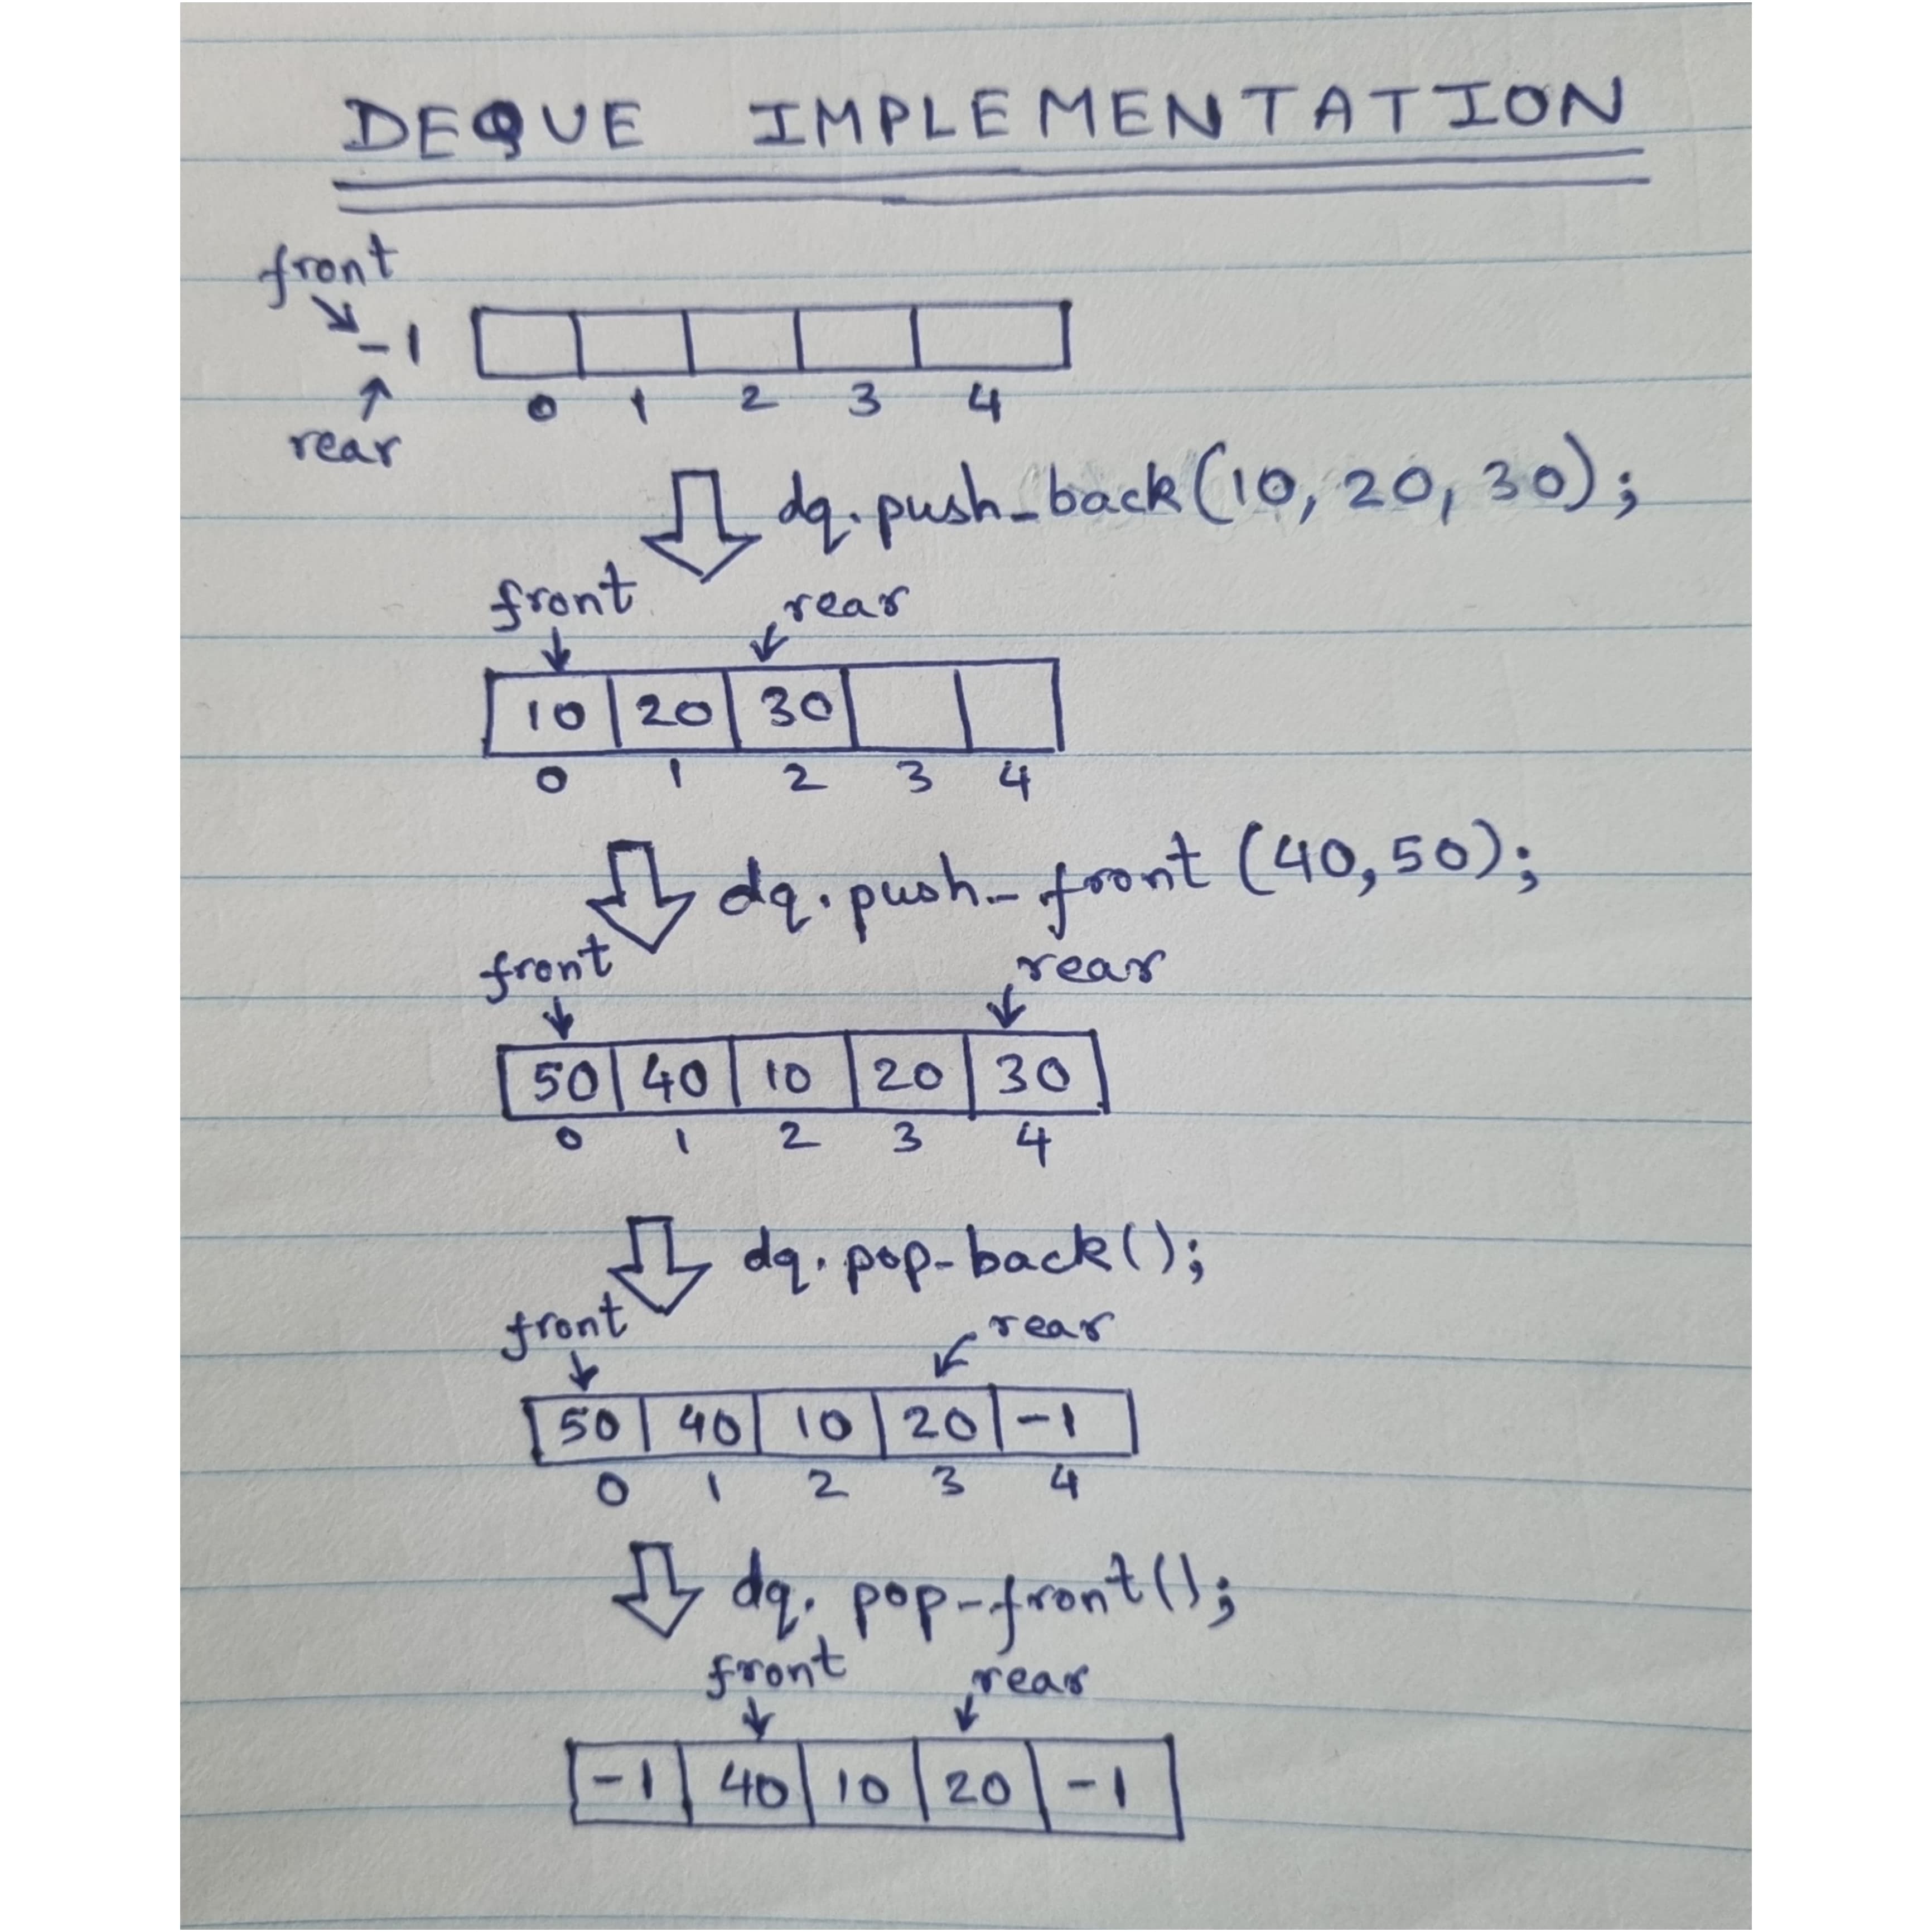 DEQUE IMPLEMENTATION
front
-1
0 1 2 3 4
rear
dq.push_back(10, 20, 30);
front rear
10 20 30
0 1 2 3 4
dq.push_front (40,50);
front rear
50 40 10 20 30
0 1 2 3 4
dq.pop-back();
front rear
50 40 10 20 -1
0 1 2 3 4
dq. pop-front();
front rear
-1 40 10 20 -1